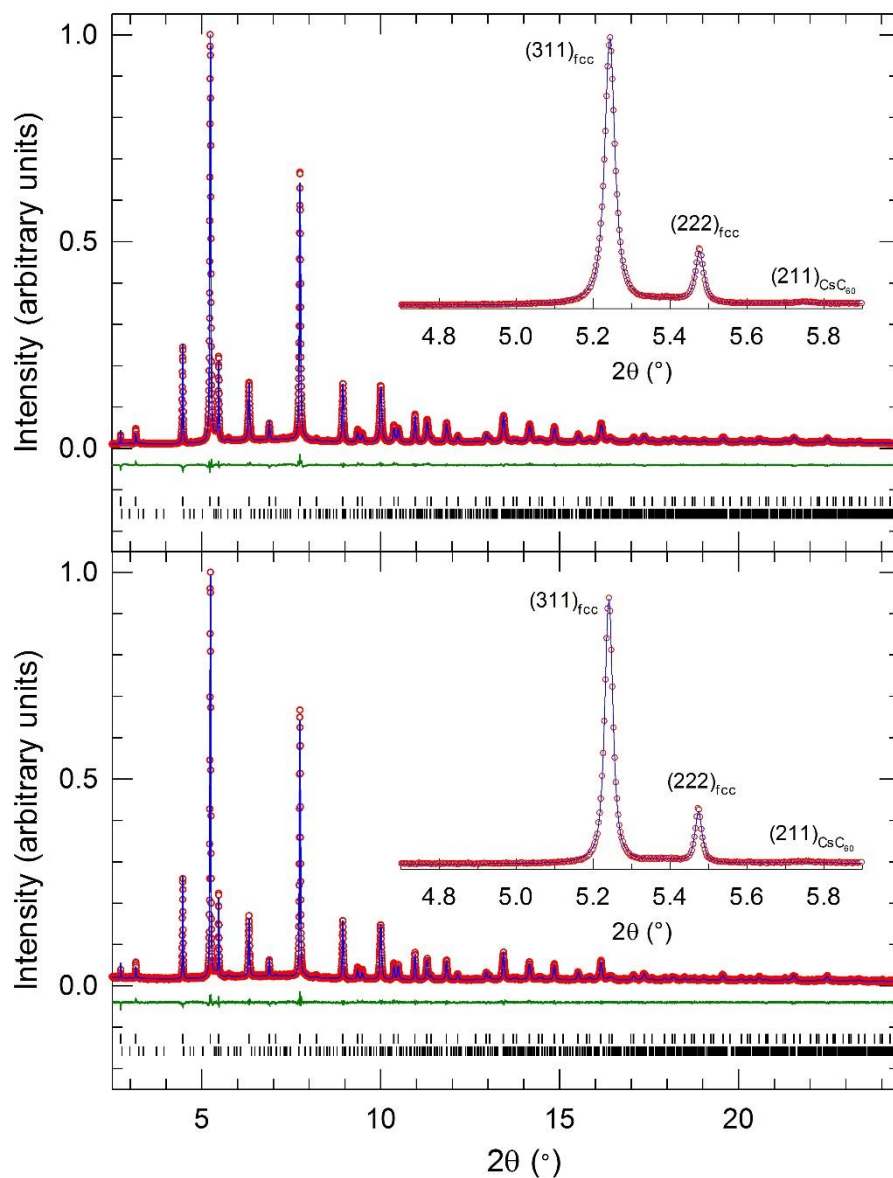 1.0
0.5
0.0
Intensity (arbitrary units)
(311)fcc
(222)fcc
(211)CsC60
4.8 5.0 5.2 5.4 5.6 5.8
2θ (°)
1.0
0.5
0.0
Intensity (arbitrary units)
(311)fcc
(222)fcc
(211)CsC60
4.8 5.0 5.2 5.4 5.6 5.8
2θ (°)
5 10 15 20
2θ (°)